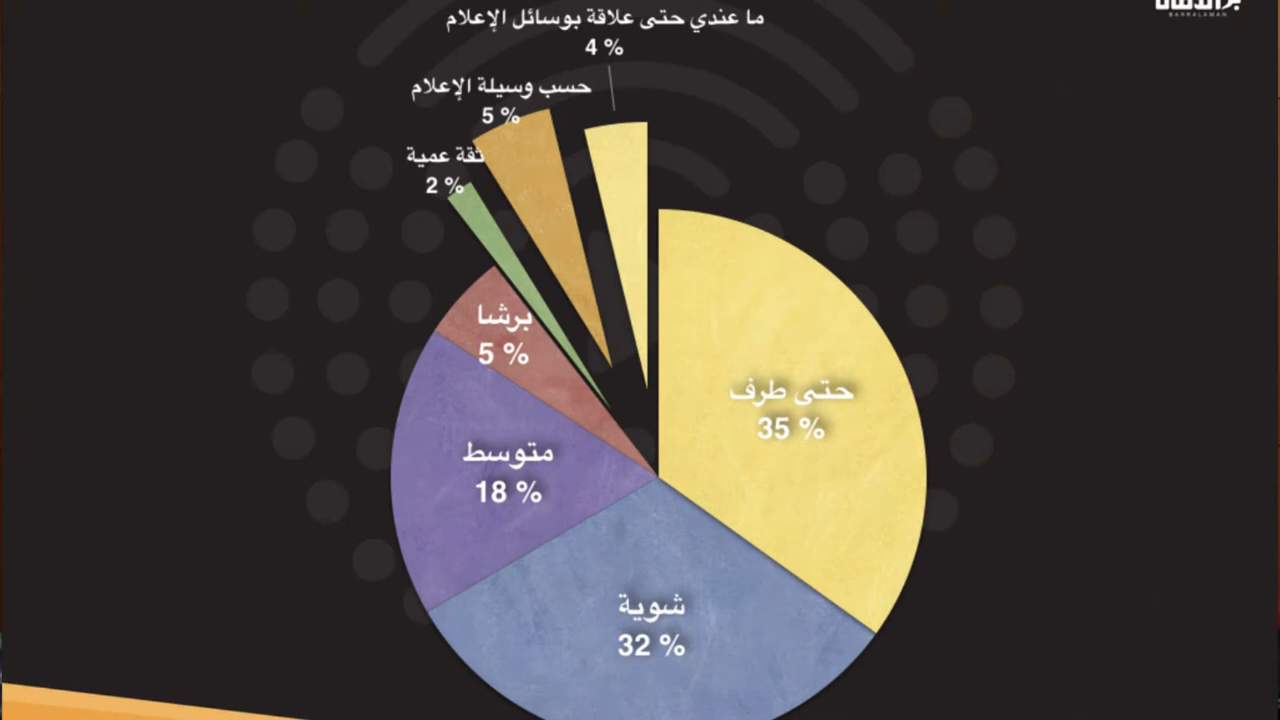 ما عندي حتى علاقة بوسائل الإعلام
4 %
حسب وسيلة الإعلام
5 %
ثقة عمية
2 %
برشا
5 %
حتى طرف
35 %
متوسط
18 %
شوية
32 %
BARRALAMAN